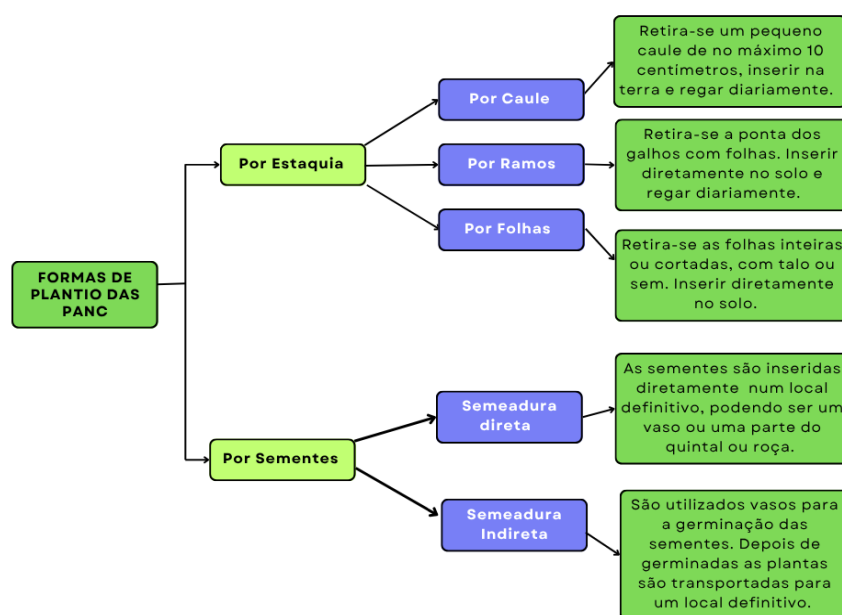 FORMAS DE
PLANTIO DAS
PANC
Por Estaquia
Por Caule
Retira-se um pequeno
caule de no máximo 10
centímetros, inserir na
terra e regar diariamente.
Por Ramos
Retira-se a ponta dos
galhos com folhas. Inserir
diretamente no solo e
regar diariamente.
Por Folhas
Retira-se as folhas inteiras
ou cortadas, com talo ou
sem. Inserir diretamente
no solo.
Por Sementes
Semeadura
direta
As sementes são inseridas
diretamente num local
definitivo, podendo ser um
vaso ou uma parte do
quintal ou roça.
Semeadura
Indireta
São utilizados vasos para
a germinação das
sementes. Depois de
germinadas as plantas
são transportadas para
um local definitivo.